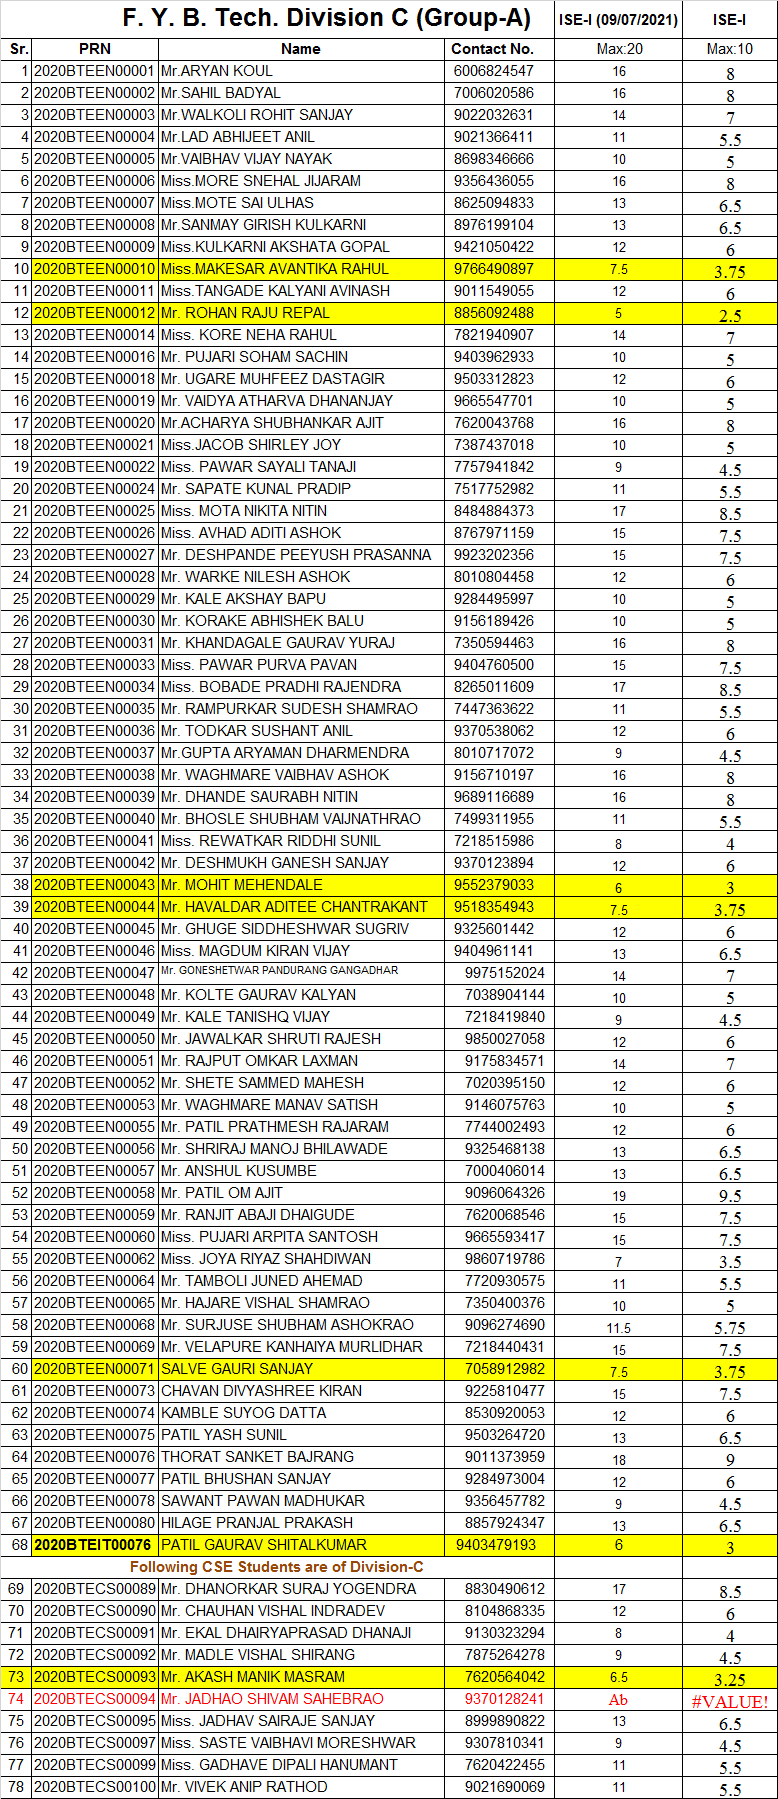 F. Y. B. Tech. Division C (Group-A) ISE-I (09/07/2021) ISE-I
Sr. PRN Name Contact No. Max:20 Max:10
1 2020BTEEN00001 Mr.ARYAN KOUL 6006824547 16 8
2 2020BTEEN00002 Mr.SAHIL BADYAL 7006020586 16 8
3 2020BTEEN00003 Mr.WALKOLI ROHIT SANJAY 9022032631 14 7
4 2020BTEEN00004 Mr.LAD ABHIJEET ANIL 9021366411 11 5.5
5 2020BTEEN00005 Mr.VAIBHAV VIJAY NAYAK 8698346666 10 5
6 2020BTEEN00006 Miss.MORE SNEHAL JIJARAM 9356436055 16 8
7 2020BTEEN00007 Miss.MOTE SAI ULHAS 8625094833 13 6.5
8 2020BTEEN00008 Mr.SANMAY GIRISH KULKARNI 8976199104 13 6.5
9 2020BTEEN00009 Miss.KULKARNI AKSHATA GOPAL 9421050422 12 6
10 2020BTEEN00010 Miss.MAKESAR AVANTIKA RAHUL 9766490897 7.5 3.75
11 2020BTEEN00011 Miss.TANGADE KALYANI AVINASH 9011549055 12 6
12 2020BTEEN00012 Mr. ROHAN RAJU REPAL 8856092488 5 2.5
13 2020BTEEN00014 Miss. KORE NEHA RAHUL 7821940907 14 7
14 2020BTEEN00016 Mr. PUJARI SOHAM SACHIN 9403962933 10 5
15 2020BTEEN00018 Mr. UGARE MUHFEEZ DASTAGIR 9503312823 12 6
16 2020BTEEN00019 Mr. VAIDYA ATHARVA DHANANJAY 9665547701 10 5
17 2020BTEEN00020 Mr.ACHARYA SHUBHANKAR AJIT 7620043768 16 8
18 2020BTEEN00021 Miss.JACOB SHIRLEY JOY 7387437018 10 5
19 2020BTEEN00022 Miss. PAWAR SAYALI TANAJI 7757941842 9 4.5
20 2020BTEEN00024 Mr. SAPATE KUNAL PRADIP 7517752982 11 5.5
21 2020BTEEN00025 Miss. MOTA NIKITA NITIN 8484884373 17 8.5
22 2020BTEEN00026 Miss. AVHAD ADITI ASHOK 8767971159 15 7.5
23 2020BTEEN00027 Mr. DESHPANDE PEEYUSH PRASANNA 9923202356 15 7.5
24 2020BTEEN00028 Mr. WARKE NILESH ASHOK 8010804458 12 6
25 2020BTEEN00029 Mr. KALE AKSHAY BAPU 9284495997 10 5
26 2020BTEEN00030 Mr. KORAKE ABHISHEK BALU 9156189426 10 5
27 2020BTEEN00031 Mr. KHANDAGALE GAURAV YURAJ 7350594463 16 8
28 2020BTEEN00033 Miss. PAWAR PURVA PAVAN 9404760500 15 7.5
29 2020BTEEN00034 Miss. BOBADE PRADHI RAJENDRA 8265011609 17 8.5
30 2020BTEEN00035 Mr. RAMPURKAR SUDESH SHAMRAO 7447363622 11 5.5
31 2020BTEEN00036 Mr. TODKAR SUSHANT ANIL 9370538062 12 6
32 2020BTEEN00037 Mr.GUPTA ARYAMAN DHARMENDRA 8010717072 9 4.5
33 2020BTEEN00038 Mr. WAGHMARE VAIBHAV ASHOK 9156710197 16 8
34 2020BTEEN00039 Mr. DHANDE SAURABH NITIN 9689116689 16 8
35 2020BTEEN00040 Mr. BHOSLE SHUBHAM VAIJNATHRAO 7499311955 11 5.5
36 2020BTEEN00041 Miss. REWATKAR RIDDHI SUNIL 7218515986 8 4
37 2020BTEEN00042 Mr. DESHMUKH GANESH SANJAY 9370123894 12 6
38 2020BTEEN00043 Mr. MOHIT MEHENDALE 9552379033 6 3
39 2020BTEEN00044 Mr. HAVALDAR ADITEE CHANTRAKANT 9518354943 7.5 3.75
40 2020BTEEN00045 Mr. GHUGE SIDDHESHWAR SUGRIV 9325601442 12 6
41 2020BTEEN00046 Miss. MAGDUM KIRAN VIJAY 9404961141 13 6.5
42 2020BTEEN00047 Mr. GONESHETWAR PANDURANG GANGADHAR 9975152024 14 7
43 2020BTEEN00048 Mr. KOLTE GAURAV KALYAN 7038904144 10 5
44 2020BTEEN00049 Mr. KALE TANISHQ VIJAY 7218419840 9 4.5
45 2020BTEEN00050 Mr. JAWALKAR SHRUTI RAJESH 9850027058 12 6
46 2020BTEEN00051 Mr. RAJPUT OMKAR LAXMAN 9175834571 14 7
47 2020BTEEN00052 Mr. SHETE SAMMED MAHESH 7020395150 12 6
48 2020BTEEN00053 Mr. WAGHMARE MANAV SATISH 9146075763 10 5
49 2020BTEEN00055 Mr. PATIL PRATHMESH RAJARAM 7744002493 12 6
50 2020BTEEN00056 Mr. SHRIRAJ MANOJ BHILAWADE 9325468138 13 6.5
51 2020BTEEN00057 Mr. ANSHUL KUSUMBE 7000406014 13 6.5
52 2020BTEEN00058 Mr. PATIL OM AJIT 9096064326 19 9.5
53 2020BTEEN00059 Mr. RANJIT ABAJI DHAIGUDE 7620068546 15 7.5
54 2020BTEEN00060 Miss. PUJARI ARPITA SANTOSH 9665593417 15 7.5
55 2020BTEEN00062 Miss. JOYA RIYAZ SHAHDIWAN 9860719786 7 3.5
56 2020BTEEN00064 Mr. TAMBOLI JUNED AHEMAD 7720930575 11 5.5
57 2020BTEEN00065 Mr. HAJARE VISHAL SHAMRAO 7350400376 10 5
58 2020BTEEN00068 Mr. SURJUSE SHUBHAM ASHOKRAO 9096274690 11.5 5.75
59 2020BTEEN00069 Mr. VELAPURE KANHAIYA MURLIDHAR 7218440431 15 7.5
60 2020BTEEN00071 SALVE GAURI SANJAY 7058912982 7.5 3.75
61 2020BTEEN00073 CHAVAN DIVYASHREE KIRAN 9225810477 15 7.5
62 2020BTEEN00074 KAMBLE SUYOG DATTA 8530920053 12 6
63 2020BTEEN00075 PATIL YASH SUNIL 9503264720 13 6.5
64 2020BTEEN00076 THORAT SANKET BAJRANG 9011373959 18 9
65 2020BTEEN00077 PATIL BHUSHAN SANJAY 9284973004 12 6
66 2020BTEEN00078 SAWANT PAWAN MADHUKAR 9356457782 9 4.5
67 2020BTEEN00080 HILAGE PRANJAL PRAKASH 8857924347 13 6.5
68 2020BTEIT00076 PATIL GAURAV SHITALKUMAR 9403479193 6 3
Following CSE Students are of Division-C
69 2020BTECS00089 Mr. DHANORKAR SURAJ YOGENDRA 8830490612 17 8.5
70 2020BTECS00090 Mr. CHAUHAN VISHAL INDRADEV 8104868335 12 6
71 2020BTECS00091 Mr. EKAL DHAIRYAPRASAD DHANAJI 9130323294 8 4
72 2020BTECS00092 Mr. MADLE VISHAL SHIRANG 7875264278 9 4.5
73 2020BTECS00093 Mr. AKASH MANIK MASRAM 7620564042 6.5 3.25
74 2020BTECS00094 Mr. JADHAO SHIVAM SAHEBRAO 9370128241 Ab #VALUE!
75 2020BTECS00095 Miss. JADHAV SAIRAJE SANJAY 8999890822 13 6.5
76 2020BTECS00097 Miss. SASTE VAIBHAVI MORESHWAR 9307810341 9 4.5
77 2020BTECS00099 Miss. GADHAVE DIPALI HANUMANT 7620422455 11 5.5
78 2020BTECS00100 Mr. VIVEK ANIP RATHOD 9021690069 11 5.5